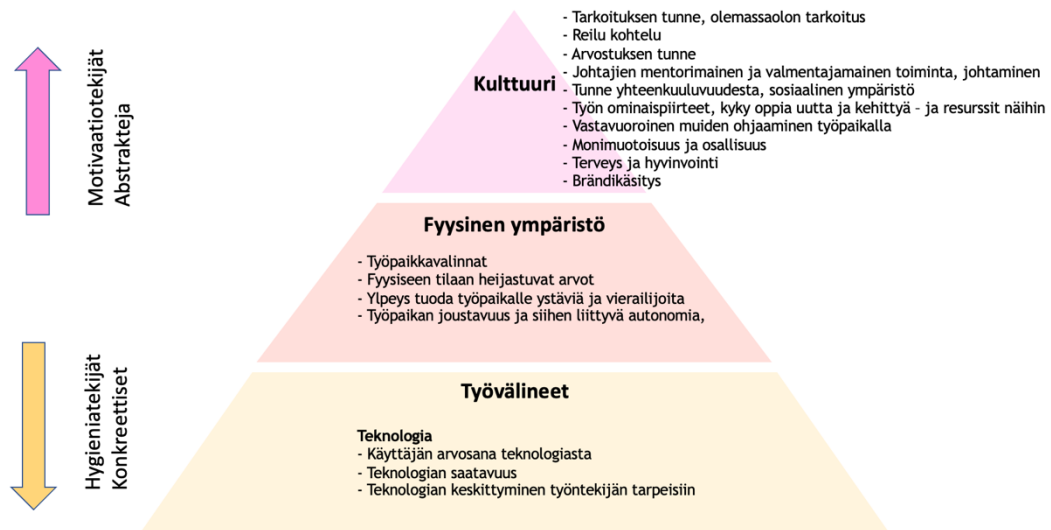 Motivaatiotekijät
Abstrakteja
Hygieniatekijät
Konkreettiset
Kulttuuri
- Tarkoituksen tunne, olemassaolon tarkoitus
- Reilu kohtelu
- Arvostuksen tunne
- Johtajien mentorimainen ja valmentajamainen toiminta, johtaminen
- Tunne yhteenkuuluvuudesta, sosiaalinen ympäristö
- Työn ominaispiirteet, kyky oppia uutta ja kehittyä – ja resurssit näihin
- Vastavuoroinen muiden ohjaaminen työpaikalla
- Monimuotoisuus ja osallisuus
- Terveys ja hyvinvointi
- Brändikäsitys
Fyysinen ympäristö
- Työpaikkavalinnat
- Fyysiseen tilaan heijastuvat arvot
- Ylpeys tuoda työpaikalle ystäviä ja vierailijoita
- Työpaikan joustavuus ja siihen liittyvä autonomia,
Työvälineet
Teknologia
- Käyttäjän arvosana teknologiasta
- Teknologian saatavuus
- Teknologian keskittyminen työntekijän tarpeisiin